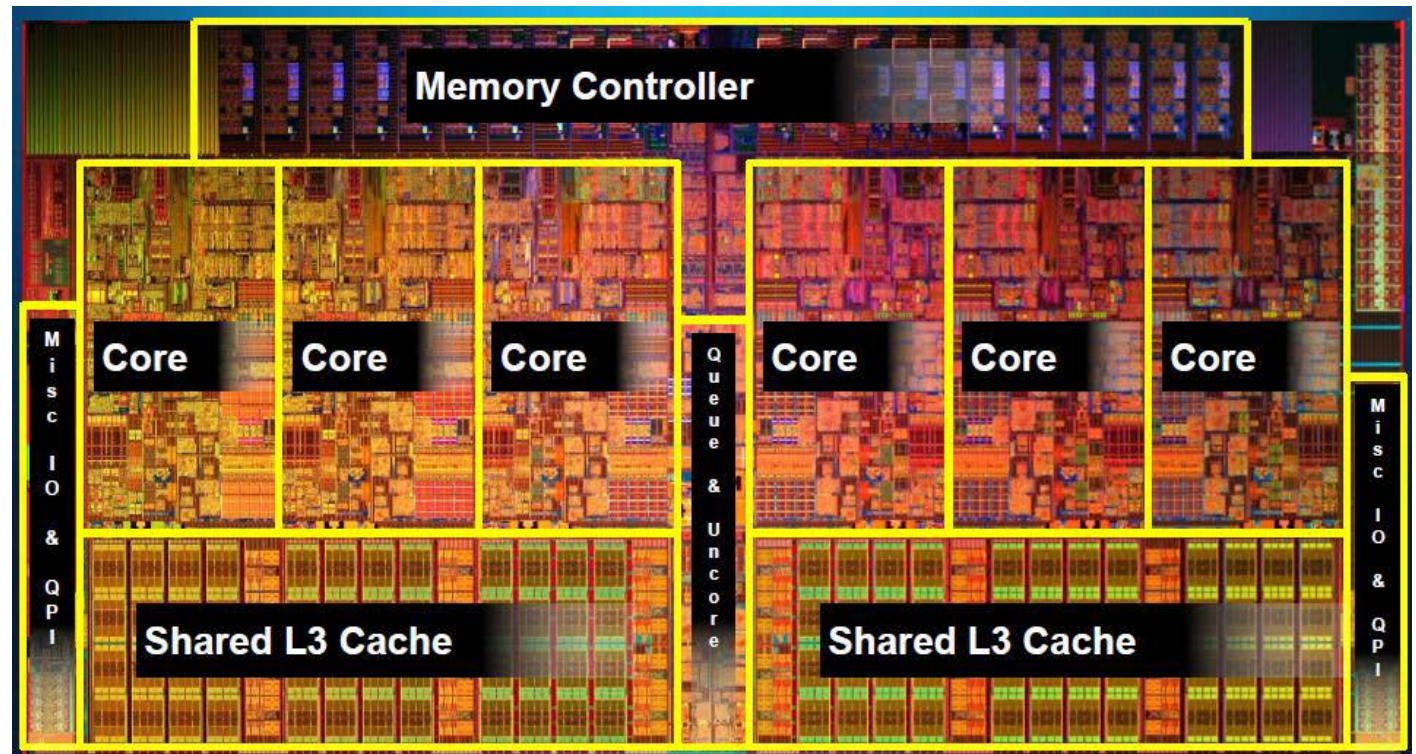 Memory Controller
Core
Core
Core
Core
Core
Core
Misc IO & QPI
Queue & Uncore
Misc IO & QPI
Shared L3 Cache
Shared L3 Cache